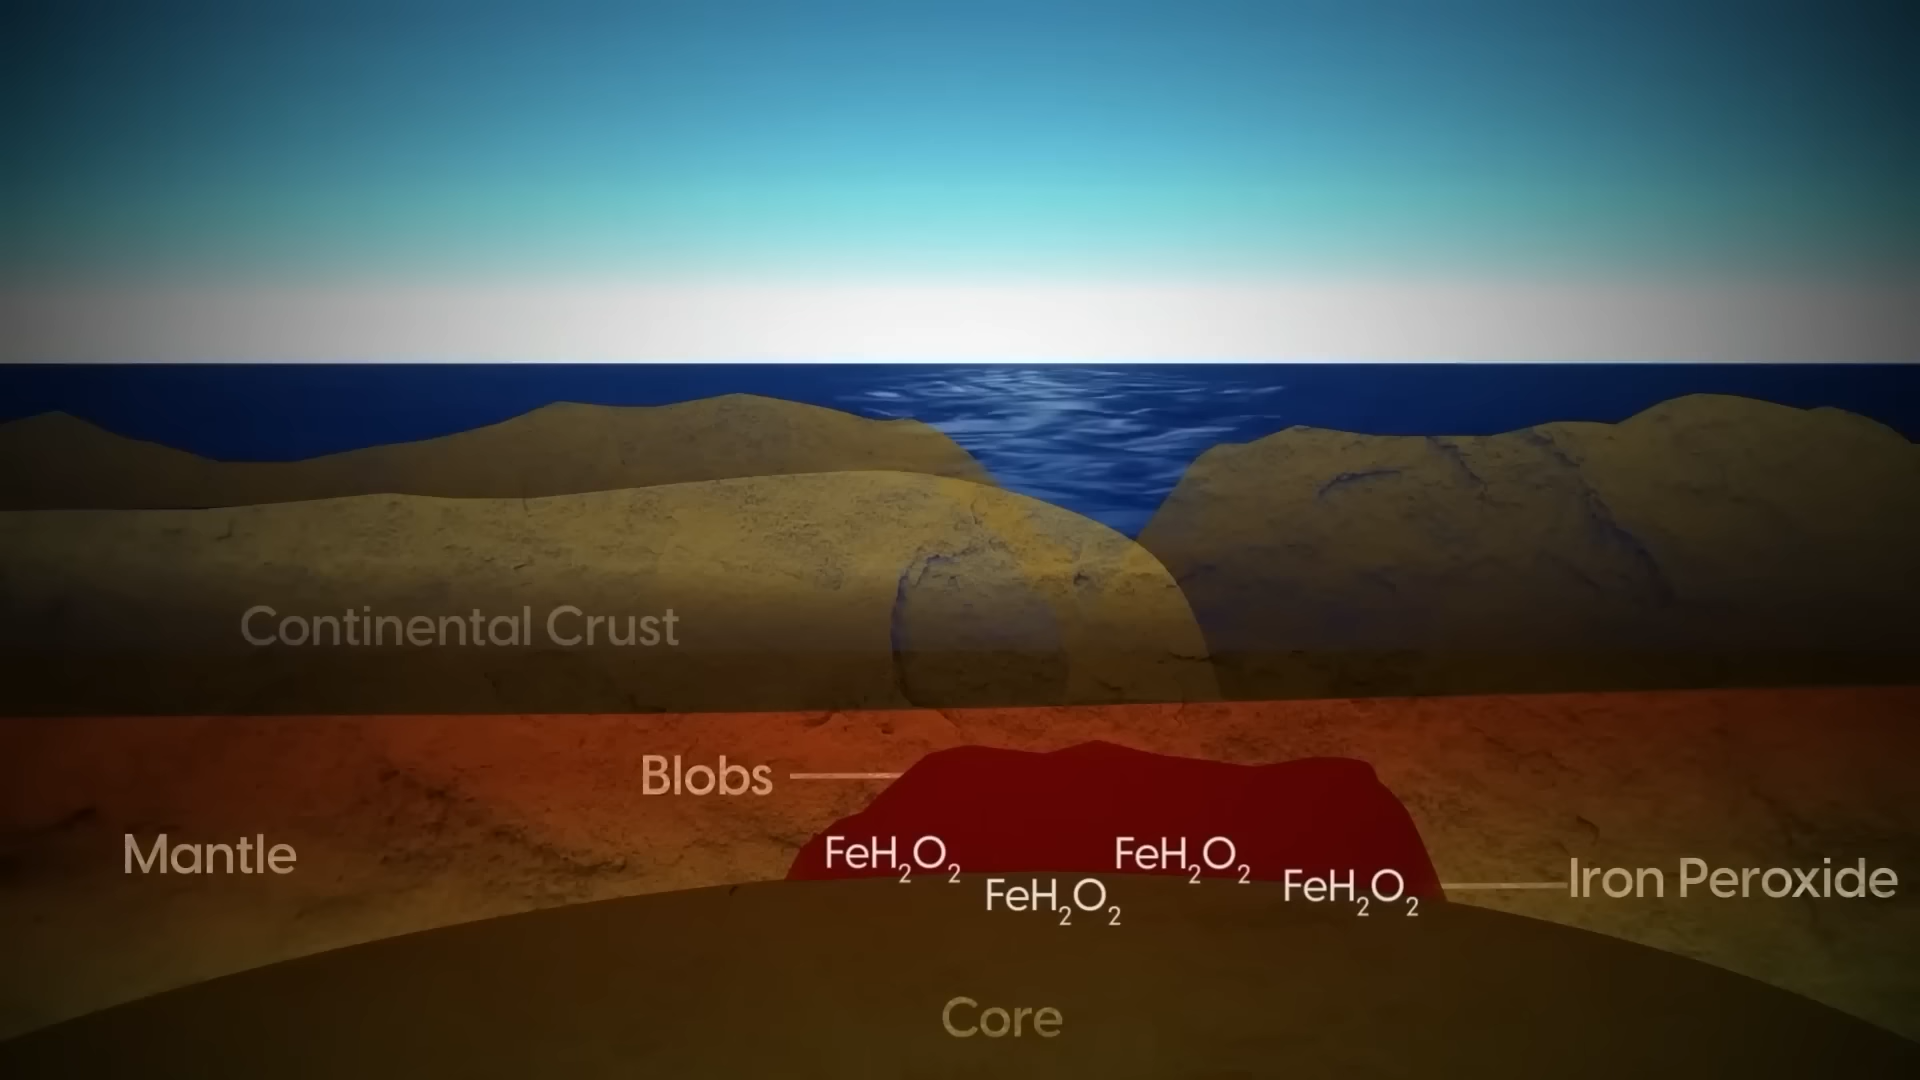 Continental Crust
Blobs
Mantle
FeH₂O₂
FeH₂O₂
FeH₂O₂
FeH₂O₂
Iron Peroxide
Core